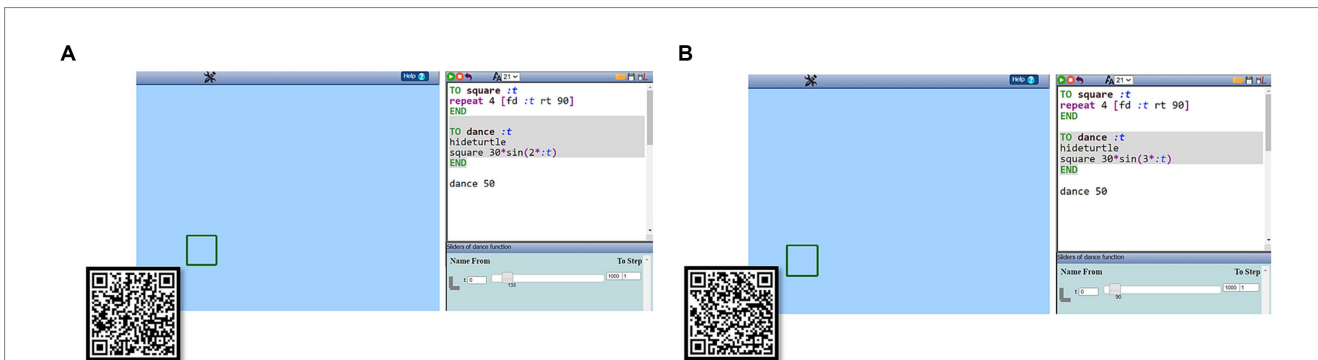 A
Help ?
21
TO square :t
repeat 4 [fd :t rt 90]
END
TO dance :t
hideturtle
square 30*sin(2*:t)
END
dance 50
Sliders of dance function
Name From To Step
t 0 1000 1
135
B
Help ?
21
TO square :t
repeat 4 [fd :t rt 90]
END
TO dance :t
hideturtle
square 30*sin(3*:t)
END
dance 50
Sliders of dance function
Name From To Step
t 0 1000 1
90